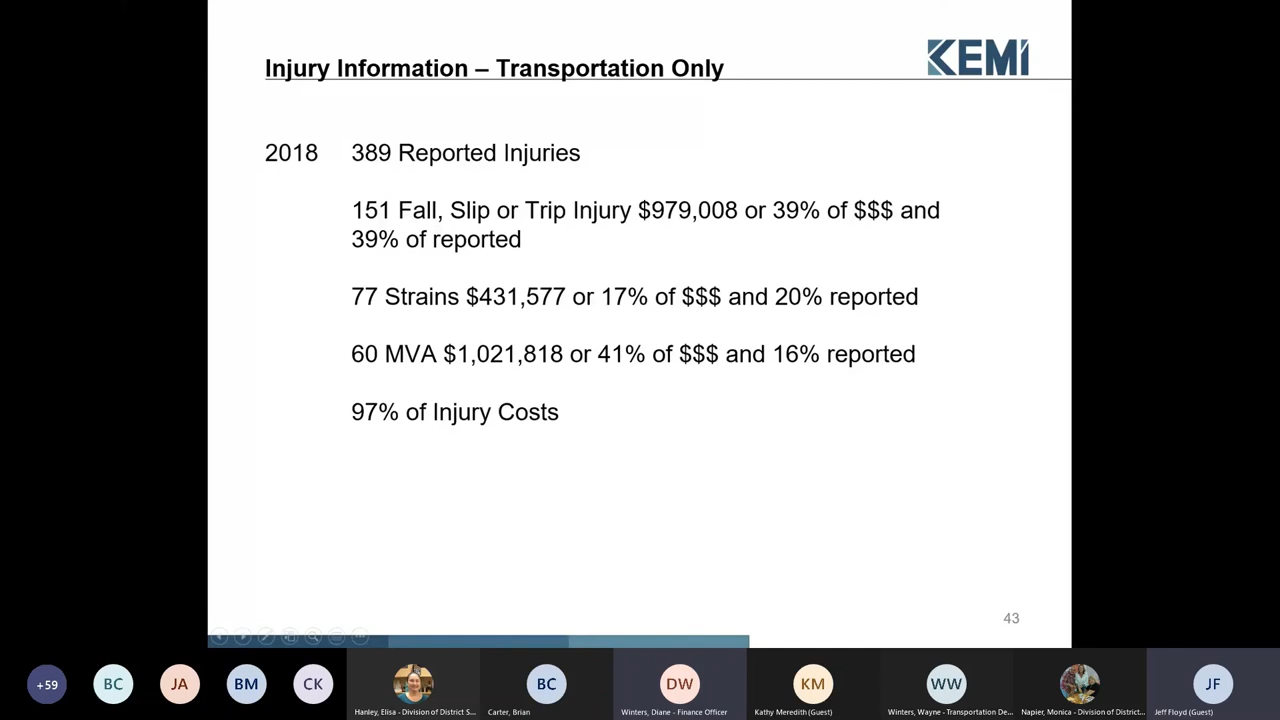 Injury Information – Transportation Only
KEMI
2018 389 Reported Injuries
151 Fall, Slip or Trip Injury $979,008 or 39% of $$$ and
39% of reported
77 Strains $431,577 or 17% of $$$ and 20% reported
60 MVA $1,021,818 or 41% of $$$ and 16% reported
97% of Injury Costs
43
+59
BC
JA
BM
CK
BC
DW
KM
WW
JF
Hanley, Elisa - Division of District S...
Carter, Brian
Winters, Diane - Finance Officer
Kathy Meredith (Guest)
Winters, Wayne - Transportation De...
Napier, Monica - Division of District...
Jeff Floyd (Guest)